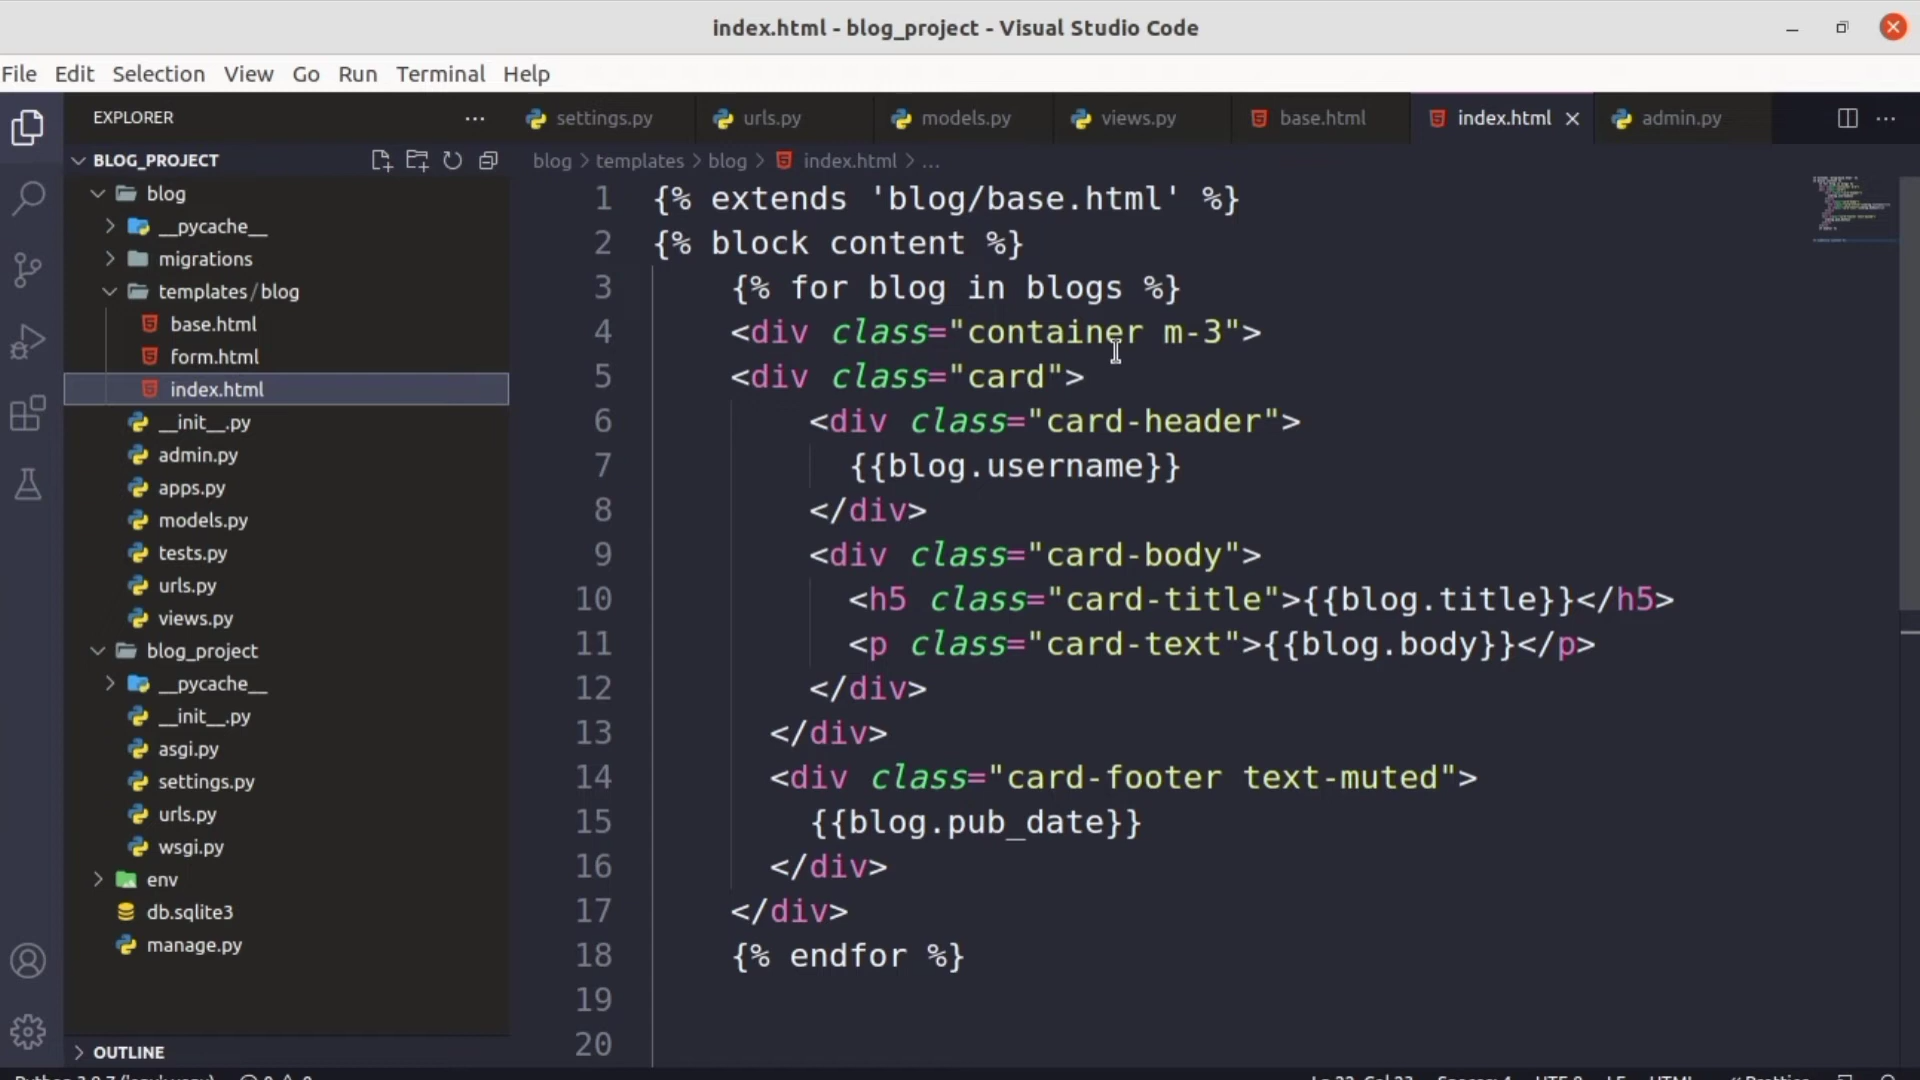 index.html - blog_project - Visual Studio Code
File Edit Selection View Go Run Terminal Help
EXPLORER
settings.py urls.py models.py views.py base.html index.html admin.py
BLOG_PROJECT
blog > templates > blog > index.html > ...
blog
__pycache__
migrations
templates/blog
base.html
form.html
index.html
__init__.py
admin.py
apps.py
models.py
tests.py
urls.py
views.py
blog_project
__pycache__
__init__.py
asgi.py
settings.py
urls.py
wsgi.py
env
db.sqlite3
manage.py
OUTLINE
1 {% extends 'blog/base.html' %}
2 {% block content %}
3 {% for blog in blogs %}
4 <div class="container m-3">
5 <div class="card">
6 <div class="card-header">
7 {{blog.username}}
8 </div>
9 <div class="card-body">
10 <h5 class="card-title">{{blog.title}}</h5>
11 <p class="card-text">{{blog.body}}</p>
12 </div>
13 </div>
14 <div class="card-footer text-muted">
15 {{blog.pub_date}}
16 </div>
17 </div>
18 {% endfor %}
19
20